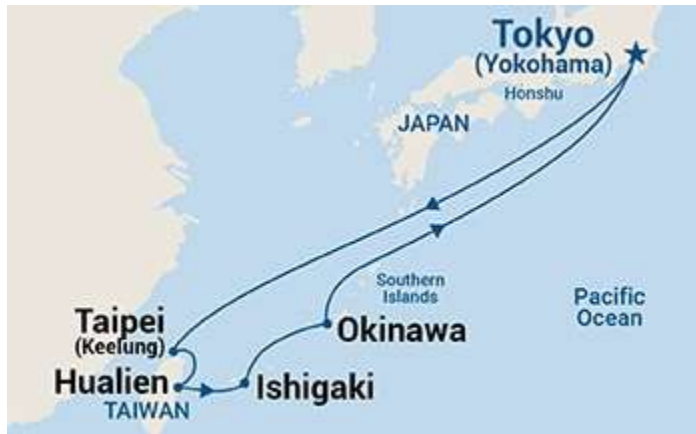 Tokyo
(Yokohama)
Honshu
JAPAN
Southern
Islands
Pacific
Ocean
Taipei
(Keelung)
Okinawa
Hualien
Ishigaki
TAIWAN